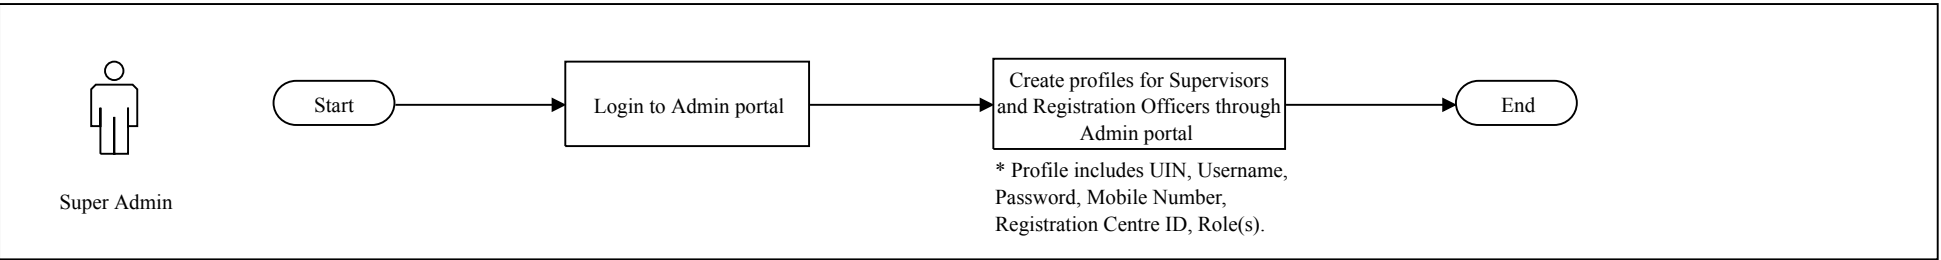 Super Admin
Start
Login to Admin portal
Create profiles for Supervisors
and Registration Officers through
Admin portal
* Profile includes UIN, Username,
Password, Mobile Number,
Registration Centre ID, Role(s).
End